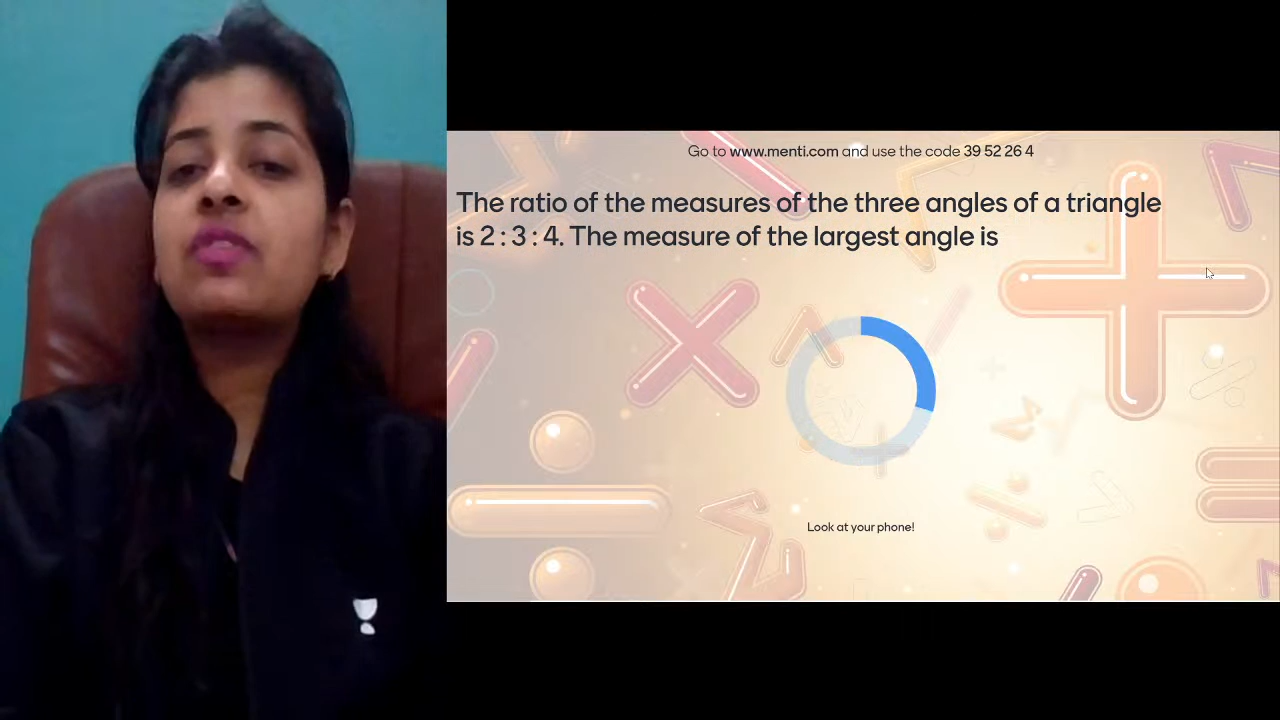 Go to www.menti.com and use the code 39 52 26 4
The ratio of the measures of the three angles of a triangle
is 2 : 3 : 4. The measure of the largest angle is
Look at your phone!